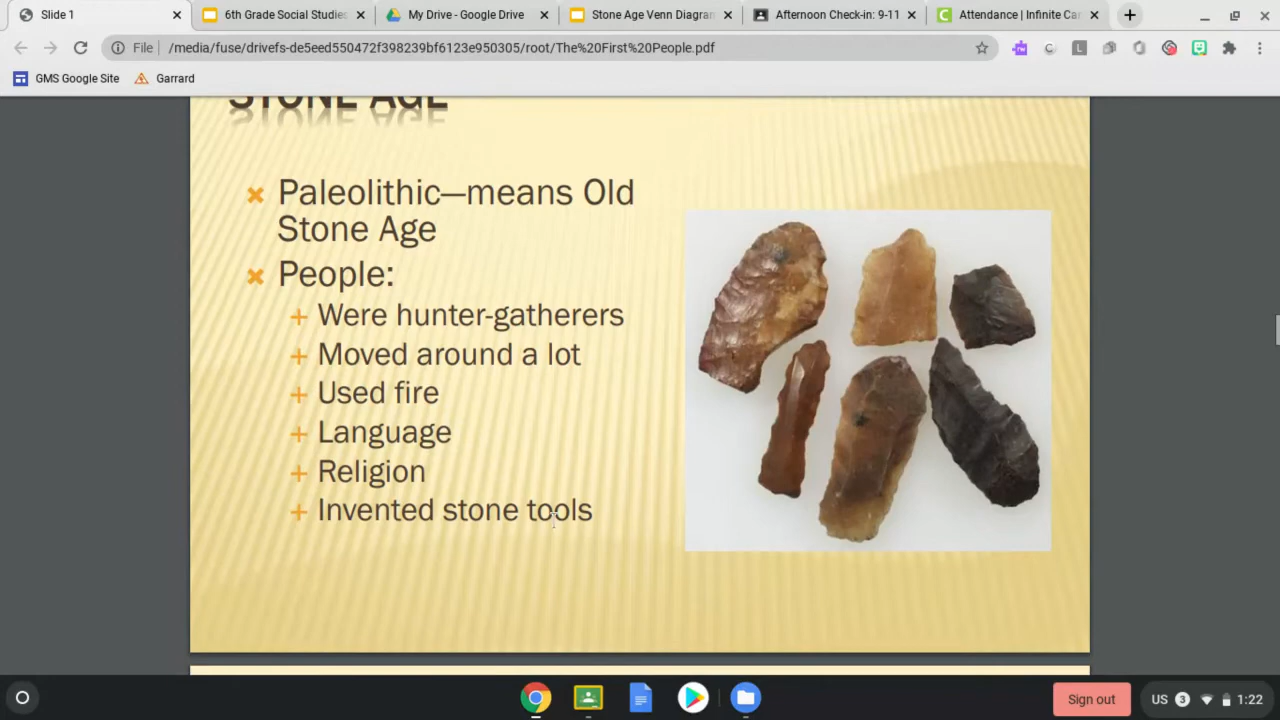 Slide 1
6th Grade Social Studies
My Drive - Google Drive
Stone Age Venn Diagram
Afternoon Check-in: 9-11
Attendance | Infinite Cam
File
/media/fuse/drivefs-de5eed550472f398239bf6123e950305/root/The%20First%20People.pdf
GMS Google Site
Garrard
STONE AGE
Paleolithic—means Old
Stone Age
People:
Were hunter-gatherers
Moved around a lot
Used fire
Language
Religion
Invented stone tools
Sign out
US 3 1:22